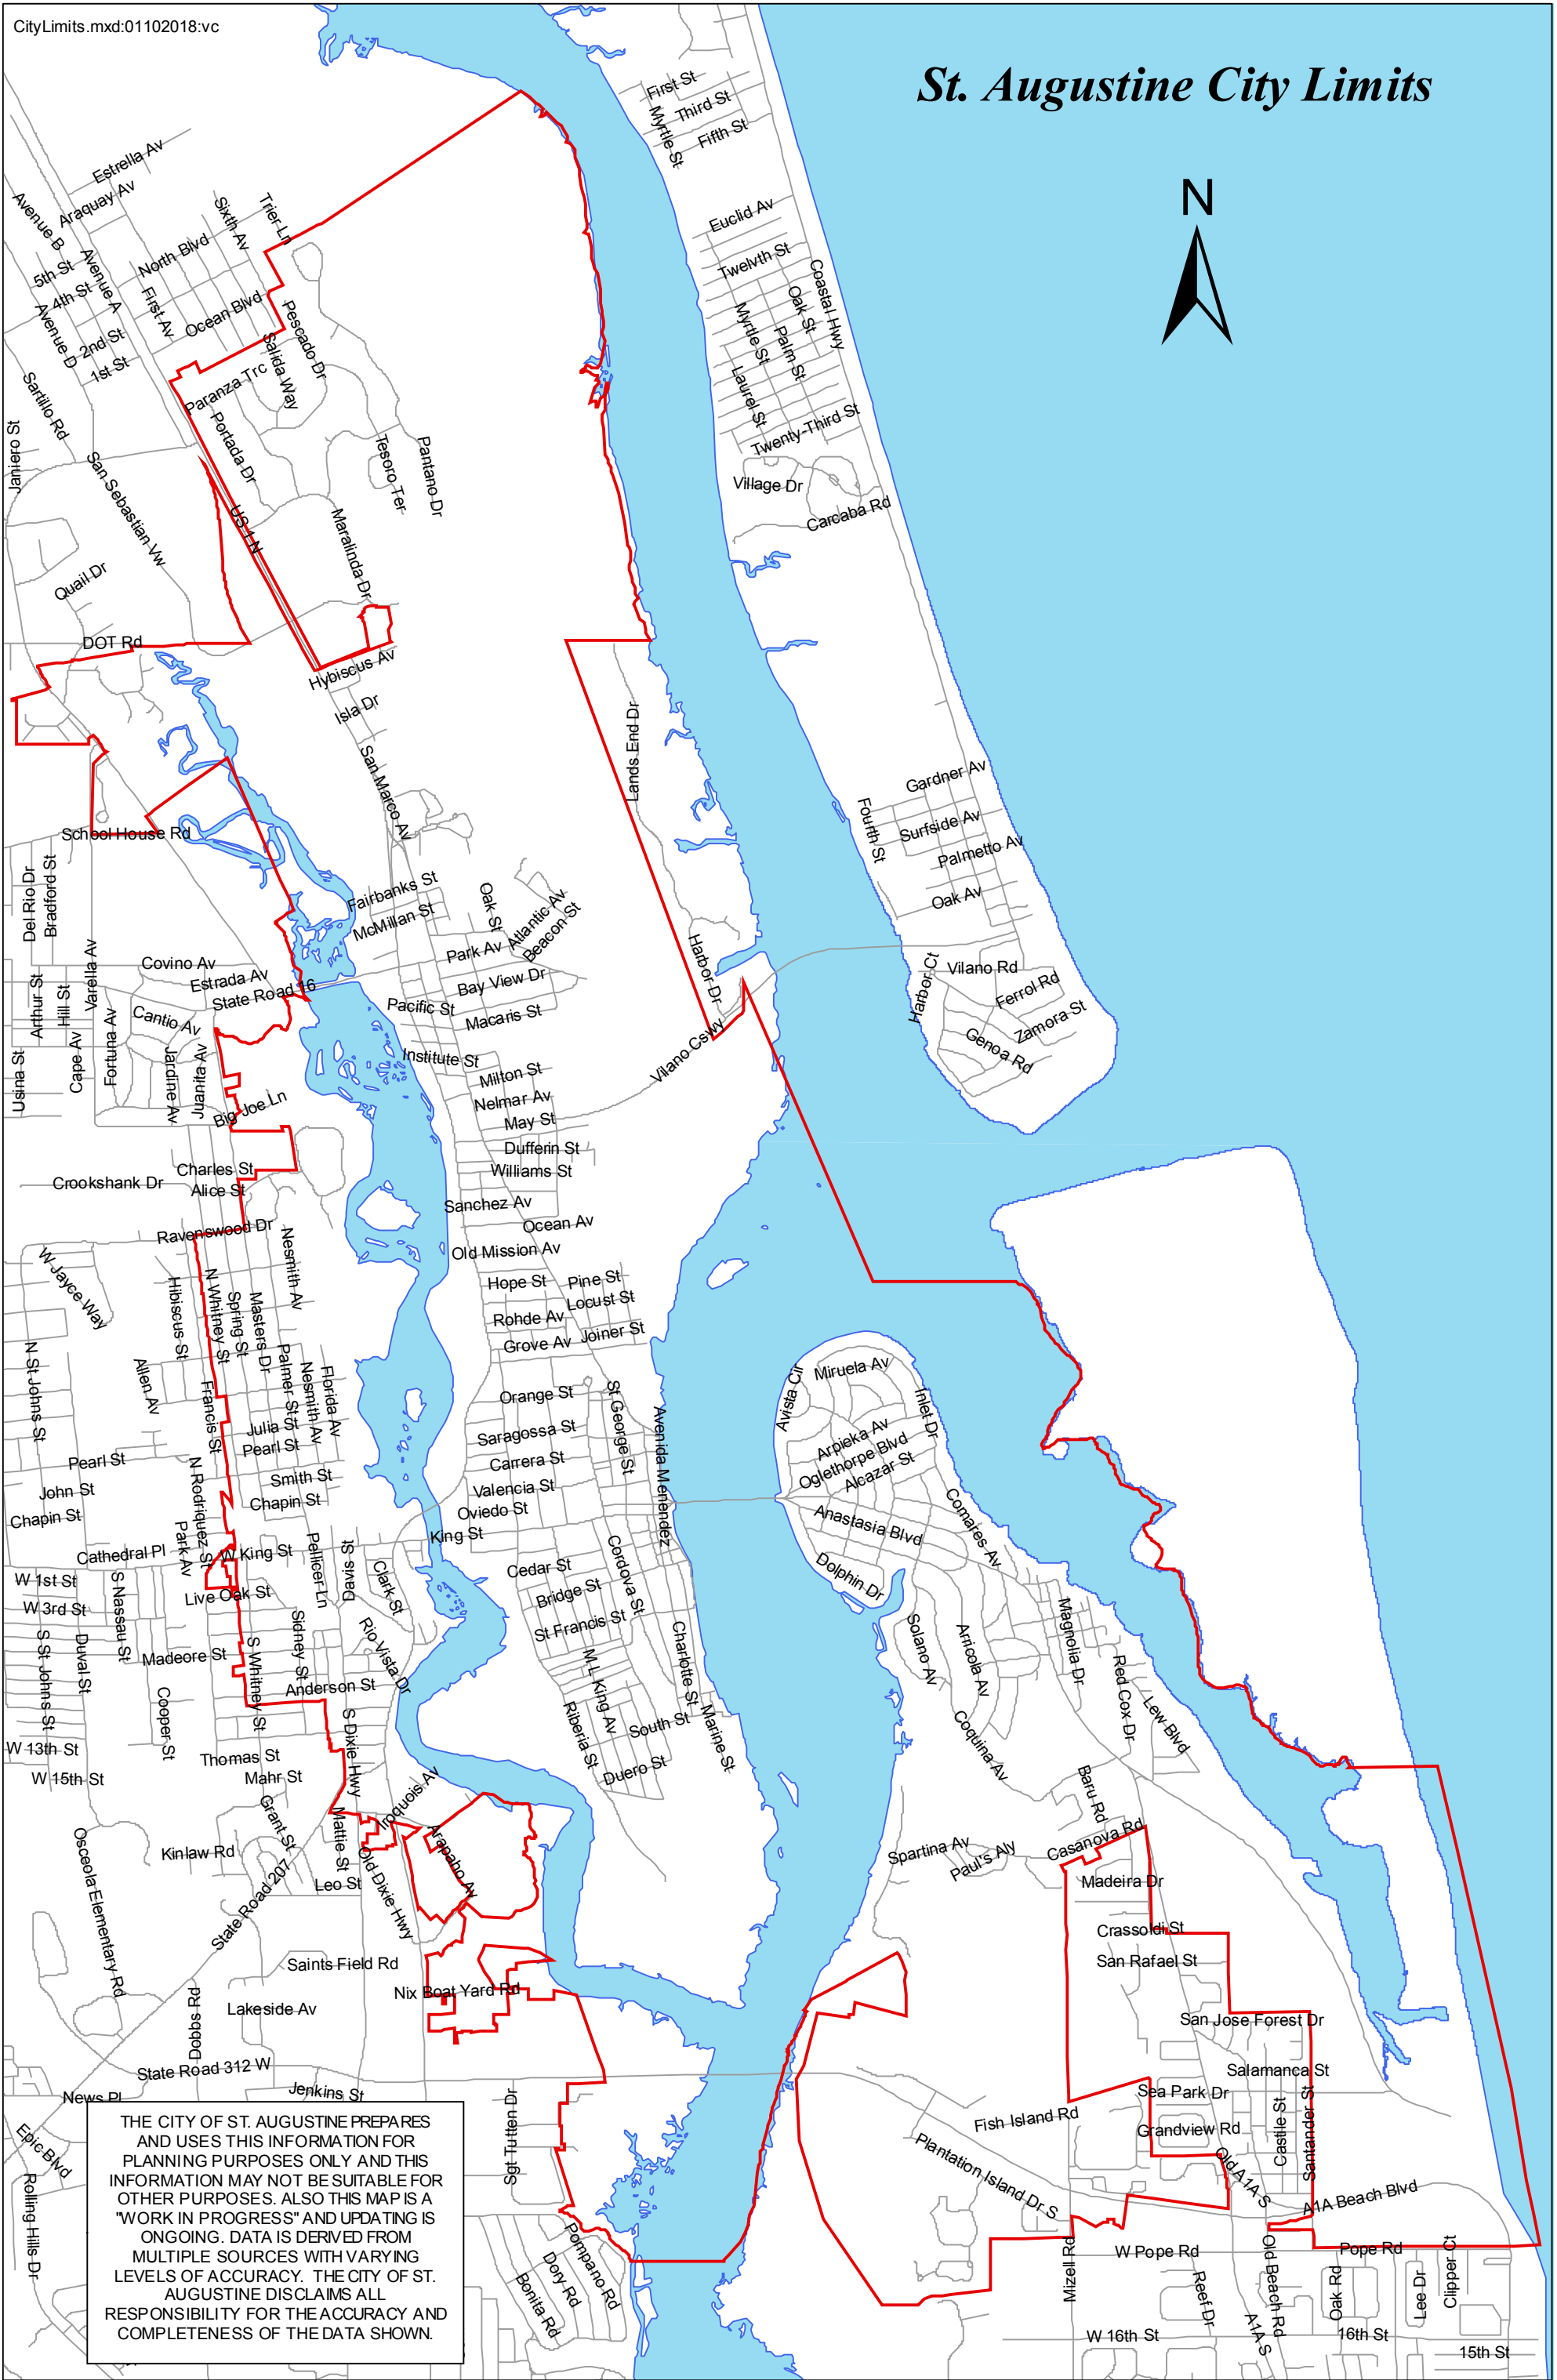 CityLimits.mxd:01102018:vc
St. Augustine City Limits
N
First St
Third St
Myrtle St
Fifth St
Estrella Av
Araquay Av
Avenue B
Sixth Av
Trier Ln
Euclid Av
North Blvd
Twelvth St
5th St
Avenue A
4th St
First Av
Ocean Blvd
Coastal Hwy
Oak St
Avenue D
2nd St
1st St
Pescado Dr
Salida Way
Myrtle St
Palm St
Sartillo Rd
Paranza Trc
Laurel St
Portada Dr
Twenty-Third St
Janiero St
Tesoro Ter
Pantano Dr
San Sebastian Vw
Village Dr
US 1 N
Carcaba Rd
Maralinda Dr
Quail Dr
DOT Rd
Hybiscus Av
Isla Dr
Lands End Dr
San Marco Av
Gardner Av
Fourth St
Surfside Av
School House Rd
Palmetto Av
Del Rio Dr
Bradford St
Fairbanks St
Oak St
Oak Av
McMillan St
Atlantic Av
Beacon St
Park Av
Harbor Dr
Covino Av
Varella Av
Estrada Av
Bay View Dr
Vilano Rd
Harbor Ct
State Road 16
Arthur St
Hill St
Ferrol Rd
Pacific St
Macaris St
Cantio Av
Zamora St
Fortuna Av
Cape Av
Usina St
Jardine Av
Juanita Av
Institute St
Vilano Cswy
Genoa Rd
Milton St
Nelmar Av
Big Joe Ln
May St
Dufferin St
Williams St
Charles St
Crookshank Dr
Alice St
Sanchez Av
Ocean Av
Ravenswood Dr
Old Mission Av
Nesmith Av
W Jayce Way
Hope St
Pine St
Hibiscus St
N Whitney St
Spring St
Masters Dr
Locust St
Rohde Av
Grove Av
Joiner St
N St Johns St
Allen Av
Palmer St
Nesmith Av
Florida Av
Miruela Av
Avista Cir
Inlet Dr
Francis St
Orange St
St George St
Avenida Menendez
Julia St
Saragossa St
Arpieka Av
Pearl St
Pearl St
Carrera St
Oglethorpe Blvd
Alcazar St
N Rodriquez St
Smith St
John St
Valencia St
Chapin St
Oviedo St
Chapin St
Comares Av
Anastasia Blvd
King St
Cathedral Pl
Park Av
W King St
Pellicer Ln
Davis St
Clark St
Cedar St
Cordova St
Dolphin Dr
W 1st St
S Nassau St
Live Oak St
Bridge St
W 3rd St
Magnolia Dr
St Francis St
Solano Av
Arricola Av
Sidney St
Rio Vista Dr
S St Johns St
Duval St
Madeore St
S Whitney St
Charlotte St
M L King Av
Red Cox Dr
Cooper St
Anderson St
Lew Blvd
Riberia St
South St
Marine St
Coquina Av
S Dixie Hwy
W 13th St
Thomas St
W 15th St
Mahr St
Duero St
Iroquois Av
Baru Rd
Grant St
Mattie St
Casanova Rd
Arapaho Av
Osceola Elementary Rd
Kinlaw Rd
Spartina Av
Paul's Aly
State Road 207
Leo St
Old Dixie Hwy
Madeira Dr
Crassoldi St
Saints Field Rd
San Rafael St
Nix Boat Yard Rd
Lakeside Av
Dobbs Rd
San Jose Forest Dr
State Road 312 W
Salamanca St
Jenkins St
Sea Park Dr
News Pl
Sgt Tutten Dr
Fish Island Rd
Grandview Rd
Castile St
Santander St
Epic Blvd
Plantation Island Dr S
Old A1A S
A1A Beach Blvd
Rolling Hills Dr
Pompano Rd
Dory Rd
Bonita Rd
Mizell Rd
W Pope Rd
Pope Rd
Old Beach Rd
Reef Dr
Oak Rd
Lee Dr
Clipper Ct
A1A S
W 16th St
16th St
15th St
THE CITY OF ST. AUGUSTINE PREPARES
AND USES THIS INFORMATION FOR
PLANNING PURPOSES ONLY AND THIS
INFORMATION MAY NOT BE SUITABLE FOR
OTHER PURPOSES. ALSO THIS MAP IS A
"WORK IN PROGRESS" AND UPDATING IS
ONGOING. DATA IS DERIVED FROM
MULTIPLE SOURCES WITH VARYING
LEVELS OF ACCURACY. THE CITY OF ST.
AUGUSTINE DISCLAIMS ALL
RESPONSIBILITY FOR THE ACCURACY AND
COMPLETENESS OF THE DATA SHOWN.